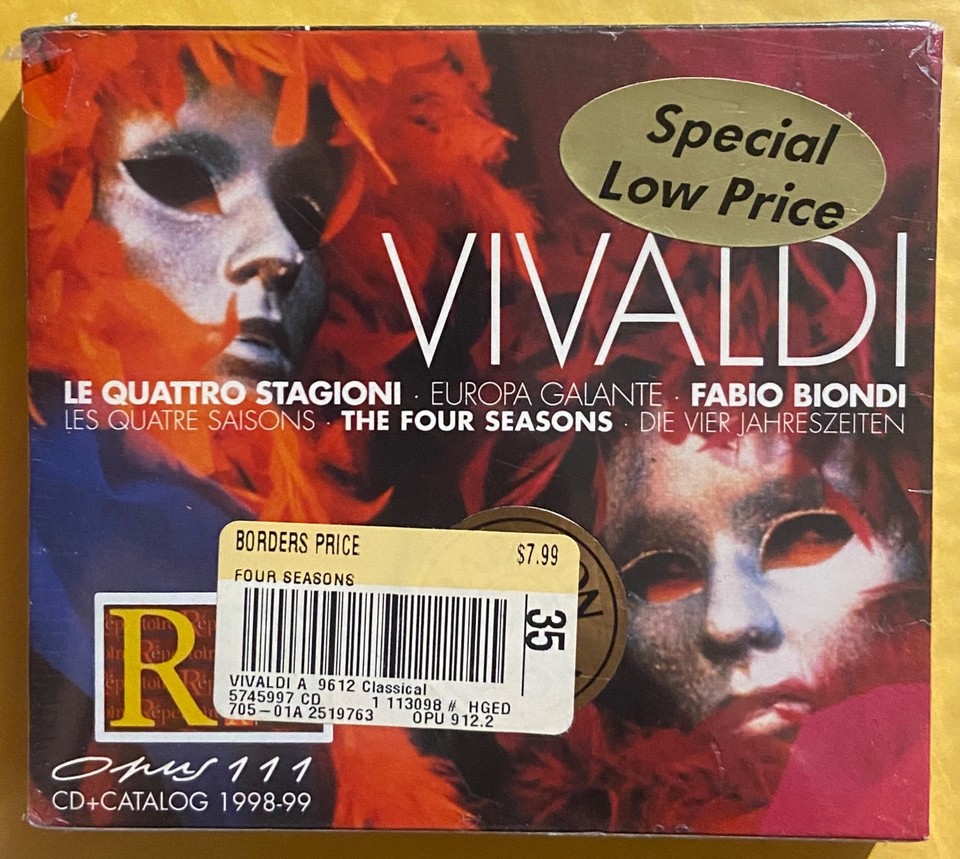 Special
Low Price
VIVALDI
LE QUATTRO STAGIONI · EUROPA GALANTE · FABIO BIONDI
LES QUATRE SAISONS · THE FOUR SEASONS · DIE VIER JAHRESZEITEN
BORDERS PRICE $7.99
FOUR SEASONS
35
VIVALDI A 9612 Classical
5745997 CD 1 113098 # HGED
705-01A 2519763 OPU 912.2
R
Opus 111
CD+CATALOG 1998-99